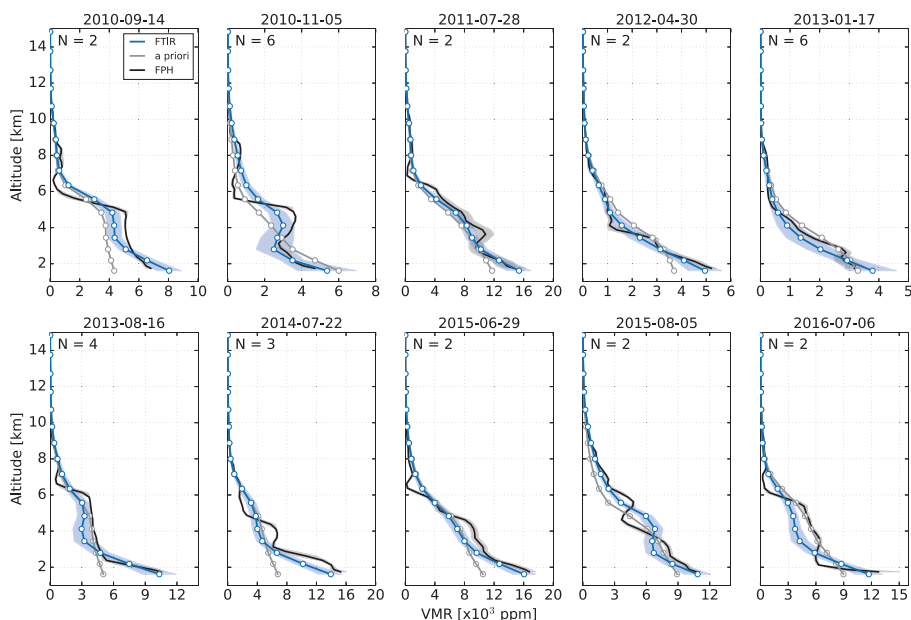 2010-09-14 2010-11-05 2011-07-28 2012-04-30 2013-01-17
N = 2 N = 6 N = 2 N = 2 N = 6
FTIR
a priori
FPH
Altitude [km]
14
12
10
8
6
4
2
0 2 4 6 8 10 0 2 4 6 8 0 4 8 12 16 20 0 1 2 3 4 5 6 0 1 2 3 4 5
2013-08-16 2014-07-22 2015-06-29 2015-08-05 2016-07-06
N = 4 N = 3 N = 2 N = 2 N = 2
Altitude [km]
14
12
10
8
6
4
2
0 3 6 9 12 15 0 4 8 12 16 20 0 4 8 12 16 20 0 3 6 9 12 0 3 6 9 12 15
VMR [x10³ ppm]